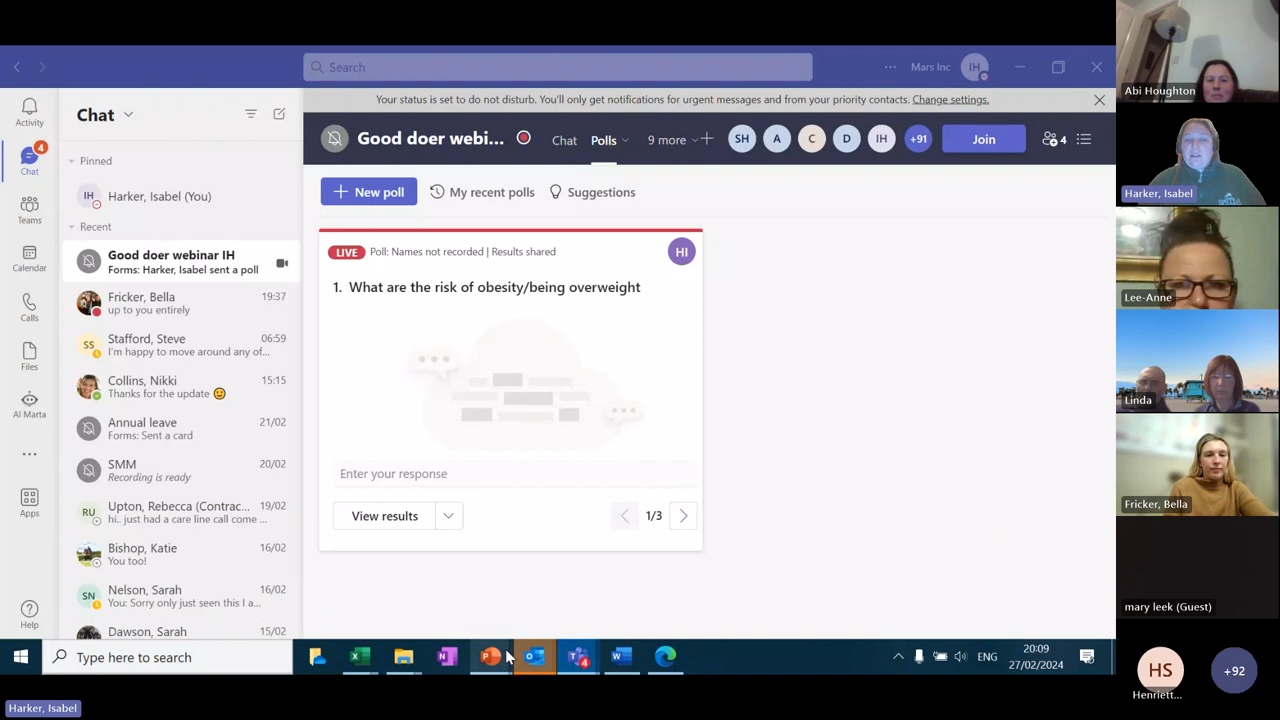 Search
Mars Inc
IH
Your status is set to do not disturb. You'll only get notifications for urgent messages and from your priority contacts. Change settings.
Activity
4
Chat
Teams
Calendar
Calls
Files
AI Marta
Apps
Help
Chat
Pinned
IH
Harker, Isabel (You)
Recent
Good doer webinar IH
Forms: Harker, Isabel sent a poll
Fricker, Bella 19:37
up to you entirely
SS
Stafford, Steve 06:59
I'm happy to move around any of...
Collins, Nikki 15:15
Thanks for the update
Annual leave 21/02
Forms: Sent a card
SMM 20/02
Recording is ready
RU
Upton, Rebecca (Contrac... 19/02
hi.. just had a care line call come ...
Bishop, Katie 16/02
You too!
SN
Nelson, Sarah 16/02
You: Sorry only just seen this I a...
Dawson, Sarah 15/02
Good doer webi...
Chat
Polls
9 more
SH
A
C
D
IH
+91
Join
4
New poll
My recent polls
Suggestions
LIVE
Poll: Names not recorded | Results shared
HI
1. What are the risk of obesity/being overweight
Enter your response
View results
1/3
Type here to search
4
ENG
20:09
27/02/2024
Abi Houghton
Harker, Isabel
Lee-Anne
Linda
Fricker, Bella
mary leek (Guest)
HS
Henriett...
+92
Harker, Isabel